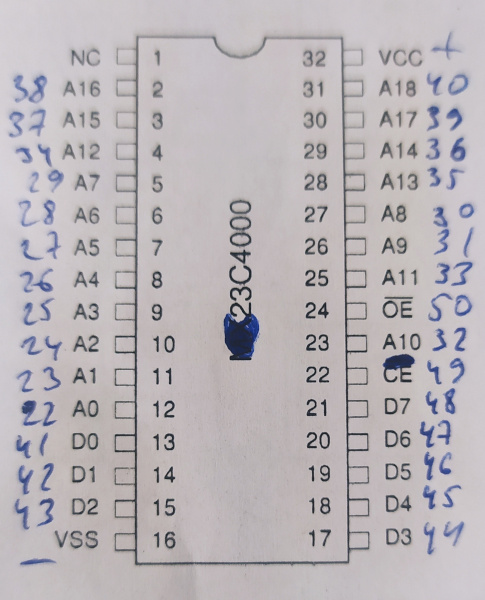 NC 1 32 VCC +
38 A16 2 31 A18 40
37 A15 3 30 A17 39
34 A12 4 29 A14 36
29 A7 5 28 A13 35
28 A6 6 27 A8 30
27 A5 7 26 A9 31
26 A4 8 25 A11 33
25 A3 9 24 O̅E̅ 50
24 A2 10 23 A10 32
23 A1 11 22 C̅E̅ 49
22 A0 12 21 D7 48
41 D0 13 20 D6 47
42 D1 14 19 D5 46
43 D2 15 18 D4 45
— VSS 16 17 D3 44
23C4000